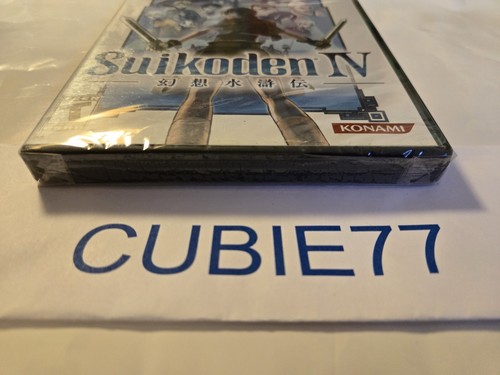 Suikoden IV
幻想水滸伝
KONAMI
CUBIE77